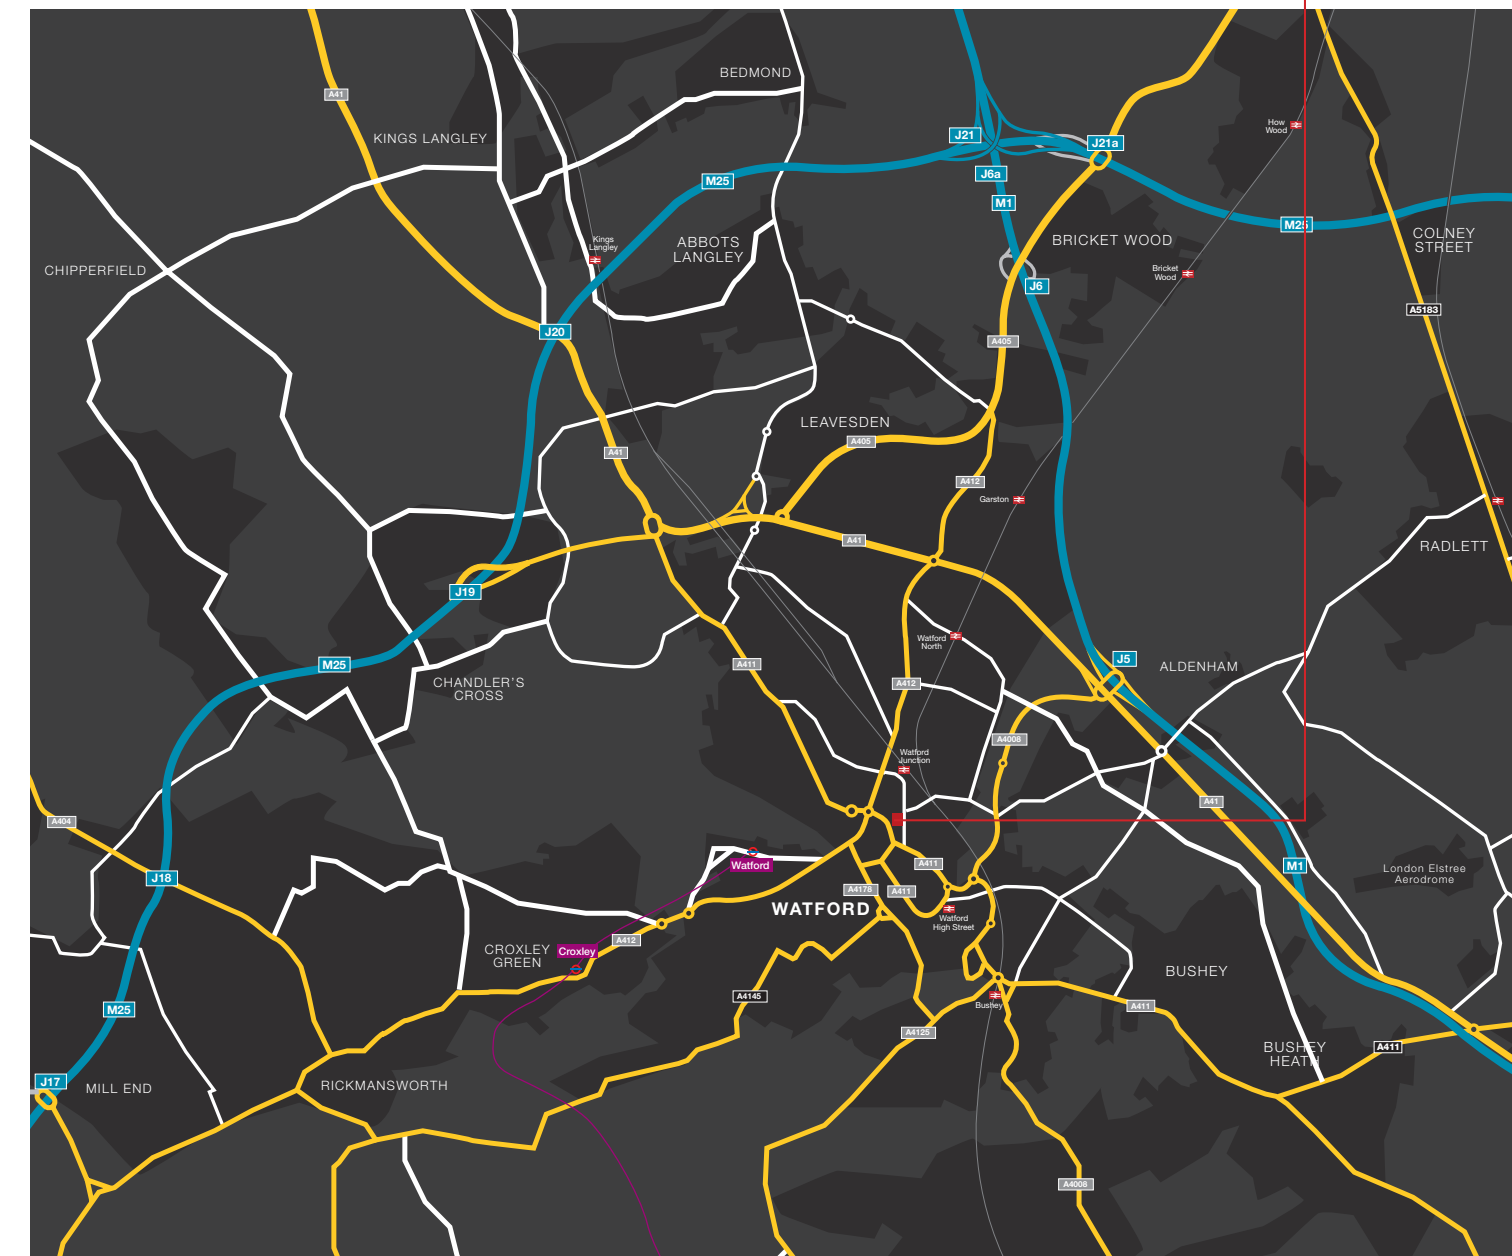 BEDMOND
A41
KINGS LANGLEY
J21
J21a
How
Wood
J6a
M25
M1
M25
Kings
Langley
ABBOTS
LANGLEY
BRICKET WOOD
COLNEY
STREET
CHIPPERFIELD
Bricket
Wood
J6
A5183
J20
A405
LEAVESDEN
A405
A41
A412
Garston
A41
RADLETT
J19
Watford
North
M25
A411
J5
ALDENHAM
CHANDLER'S
CROSS
A412
A4008
Watford
Junction
A404
A41
Watford
A411
M1
J18
London Elstree
Aerodrome
A4178
A411
WATFORD
Watford
High Street
A412
CROXLEY
GREEN
Croxley
BUSHEY
A4145
Bushey
A411
M25
A4125
BUSHEY
HEATH
A411
J17
MILL END
RICKMANSWORTH
A4008